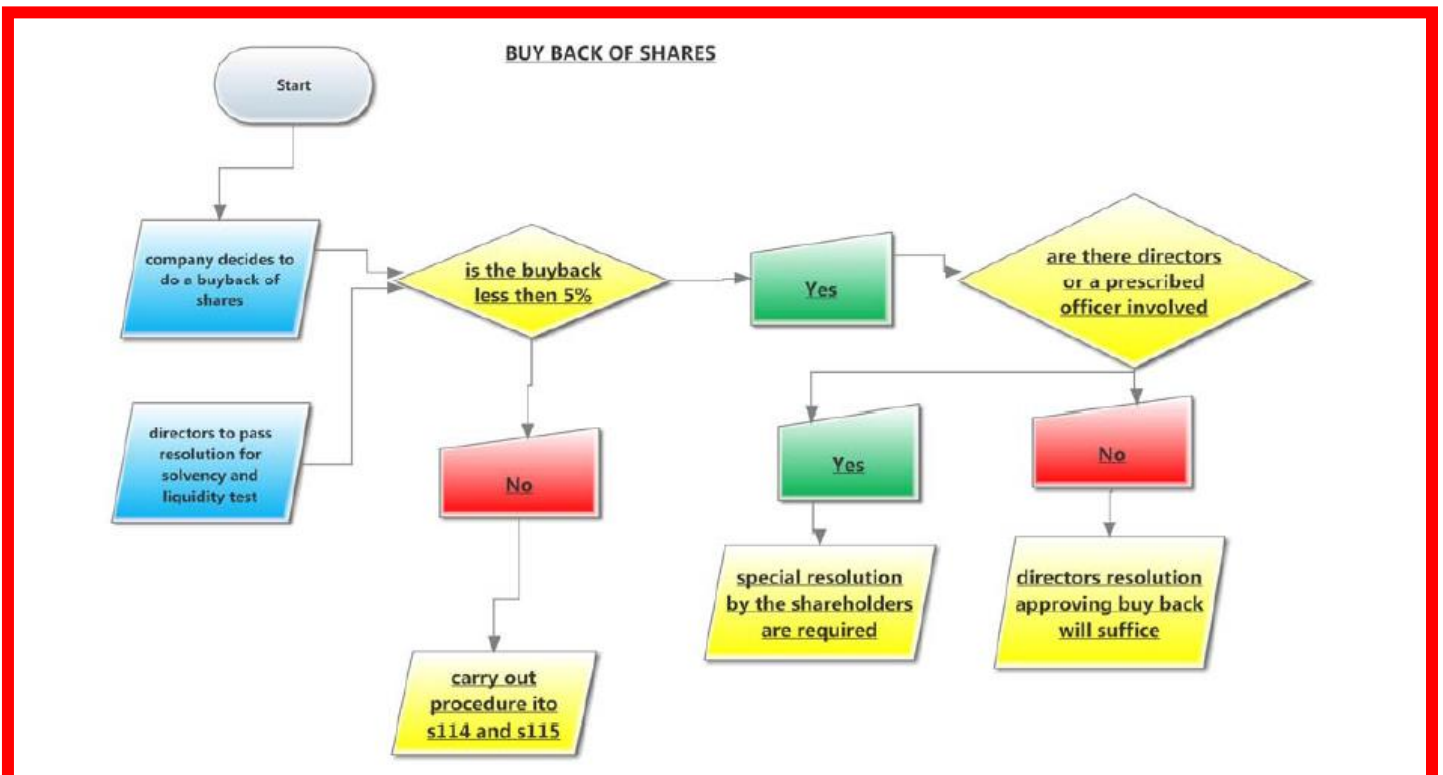 BUY BACK OF SHARES
Start
company decides to
do a buyback of
shares
is the buyback
less then 5%
Yes
are there directors
or a prescribed
officer involved
directors to pass
resolution for
solvency and
liquidity test
No
Yes
No
special resolution
by the shareholders
are required
directors resolution
approving buy back
will suffice
carry out
procedure ito
s114 and s115